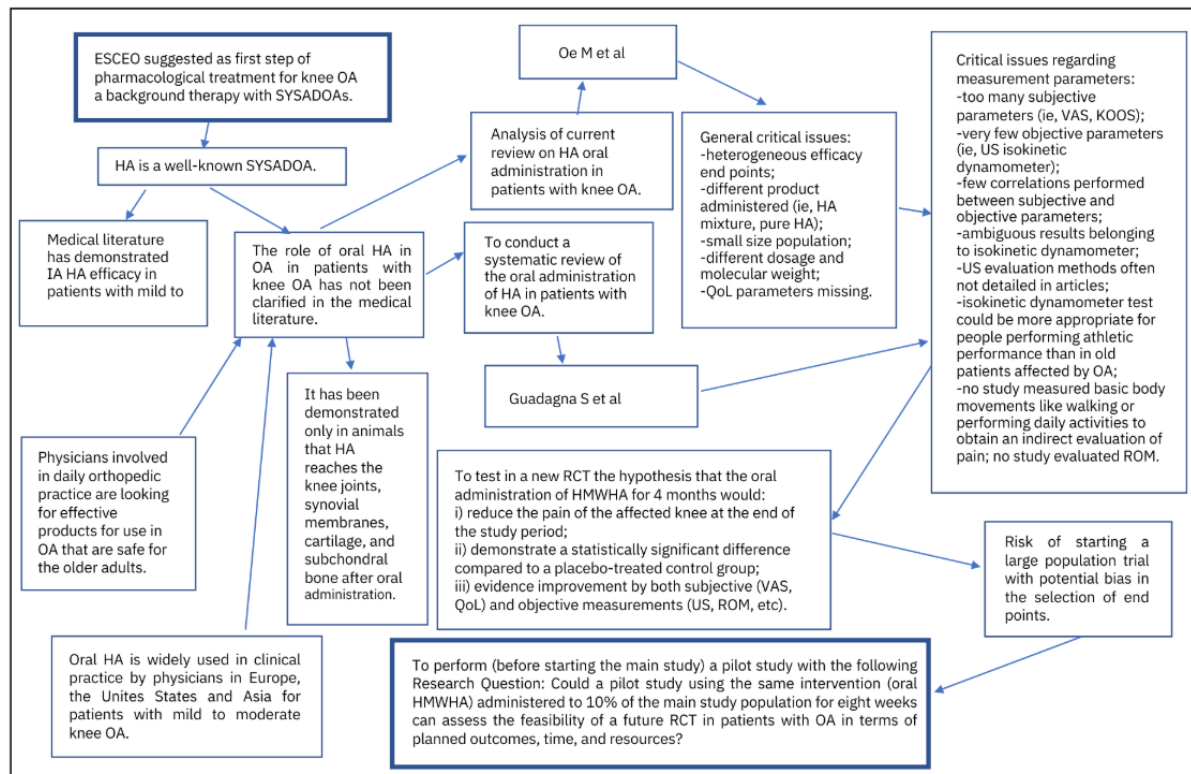 ESCEO suggested as first step of
pharmacological treatment for knee OA
a background therapy with SYSADOAs.
HA is a well-known SYSADOA.
Medical literature
has demonstrated
IA HA efficacy in
patients with mild to
The role of oral HA in
OA in patients with
knee OA has not been
clarified in the medical
literature.
Physicians involved
in daily orthopedic
practice are looking
for effective
products for use in
OA that are safe for
the older adults.
Oral HA is widely used in clinical
practice by physicians in Europe,
the Unites States and Asia for
patients with mild to moderate
knee OA.
It has been
demonstrated
only in animals
that HA
reaches the
knee joints,
synovial
membranes,
cartilage, and
subchondral
bone after oral
administration.
Analysis of current
review on HA oral
administration in
patients with knee OA.
Oe M et al
To conduct a
systematic review of
the oral administration
of HA in patients with
knee OA.
Guadagna S et al
General critical issues:
-heterogeneous efficacy
end points;
-different product
administered (ie, HA
mixture, pure HA);
-small size population;
-different dosage and
molecular weight;
-QoL parameters missing.
Critical issues regarding
measurement parameters:
-too many subjective
parameters (ie, VAS, KOOS);
-very few objective parameters
(ie, US isokinetic
dynamometer);
-few correlations performed
between subjective and
objective parameters;
-ambiguous results belonging
to isokinetic dynamometer;
-US evaluation methods often
not detailed in articles;
-isokinetic dynamometer test
could be more appropriate for
people performing athletic
performance than in old
patients affected by OA;
-no study measured basic body
movements like walking or
performing daily activities to
obtain an indirect evaluation of
pain; no study evaluated ROM.
To test in a new RCT the hypothesis that the oral
administration of HMWHA for 4 months would:
i) reduce the pain of the affected knee at the end of
the study period;
ii) demonstrate a statistically significant difference
compared to a placebo-treated control group;
iii) evidence improvement by both subjective (VAS,
QoL) and objective measurements (US, ROM, etc).
Risk of starting a
large population trial
with potential bias in
the selection of end
points.
To perform (before starting the main study) a pilot study with the following
Research Question: Could a pilot study using the same intervention (oral
HMWHA) administered to 10% of the main study population for eight weeks
can assess the feasibility of a future RCT in patients with OA in terms of
planned outcomes, time, and resources?